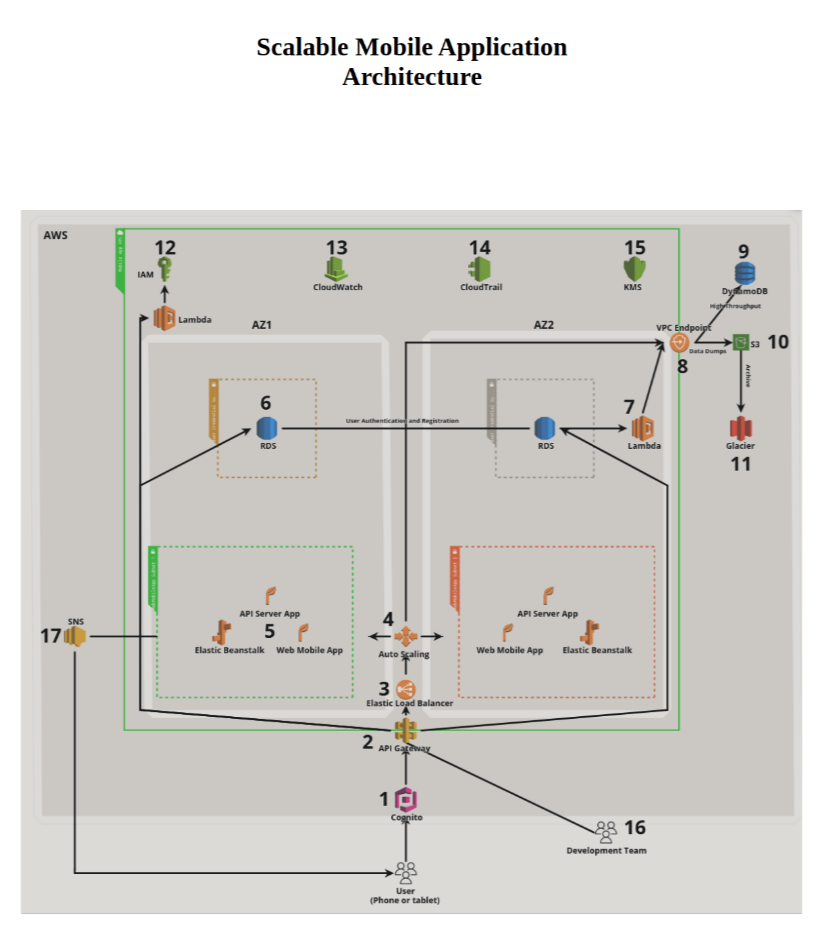 Scalable Mobile Application
Architecture
AWS
12
13
14
15
9
IAM
CloudWatch
CloudTrail
KMS
DynamoDB
High Throughput
Lambda
AZ1
AZ2
VPC Endpoint
S3
10
Data Dumps
8
Archive
6
7
User Authentication and Registration
RDS
RDS
Lambda
Glacier
11
API Server App
API Server App
SNS
17
4
5
Elastic Beanstalk
Web Mobile App
Auto Scaling
Web Mobile App
Elastic Beanstalk
3
Elastic Load Balancer
2
API Gateway
1
Cognito
16
Development Team
User
(Phone or tablet)